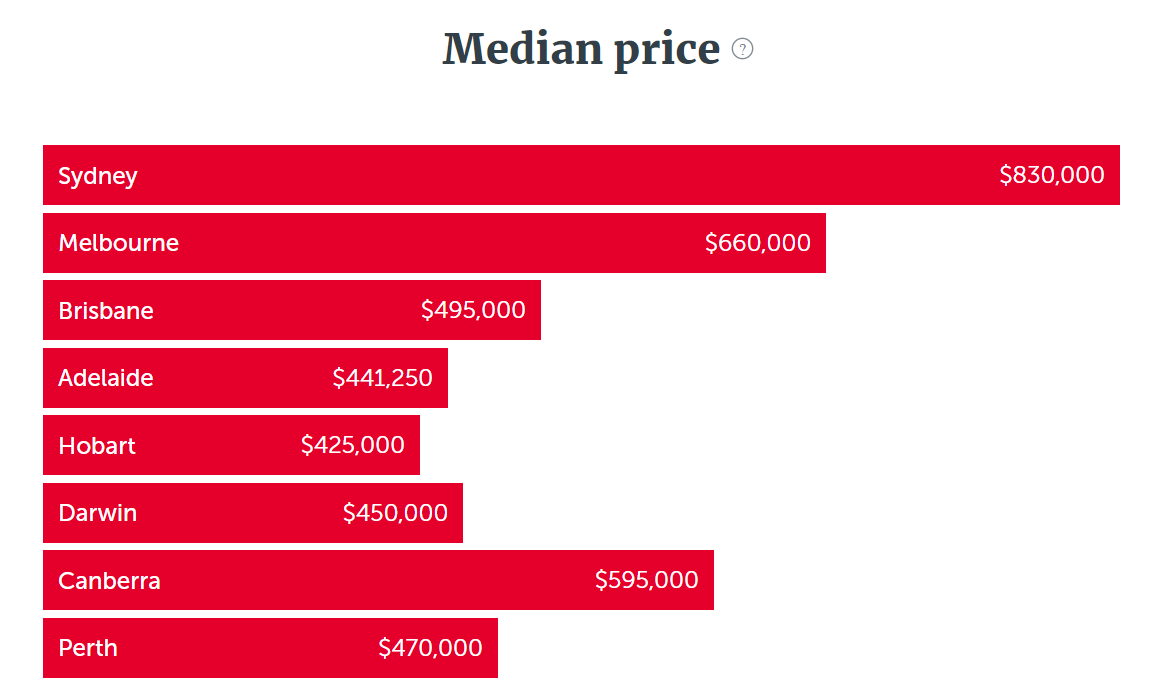 Median price ?
Sydney $830,000
Melbourne $660,000
Brisbane $495,000
Adelaide $441,250
Hobart $425,000
Darwin $450,000
Canberra $595,000
Perth $470,000